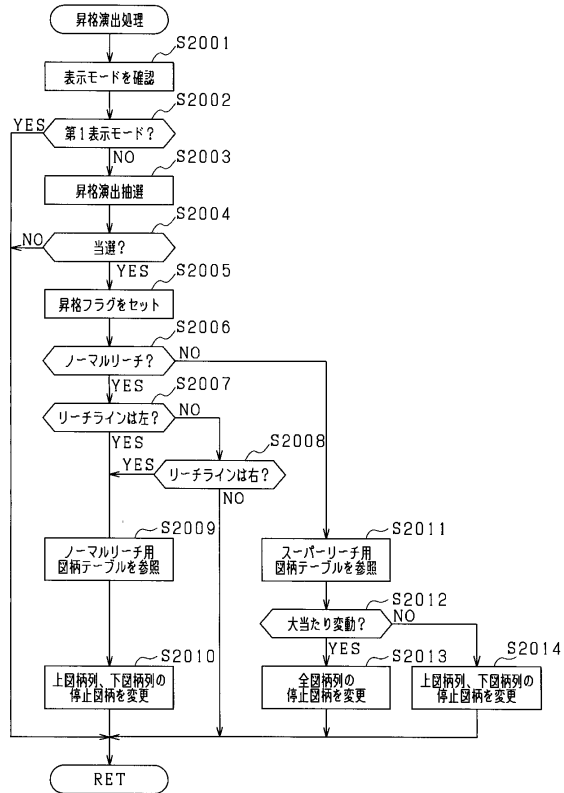 昇格演出処理
S2001
表示モードを確認
S2002
第1表示モード?
YES
NO
S2003
昇格演出抽選
S2004
当選?
NO
YES
S2005
昇格フラグをセット
S2006
ノーマルリーチ?
NO
YES
S2007
リーチラインは左?
NO
YES
S2008
リーチラインは右?
YES
NO
S2009
ノーマルリーチ用
図柄テーブルを参照
S2011
スーパーリーチ用
図柄テーブルを参照
S2012
大当たり変動?
NO
YES
S2010
上図柄列、下図柄列の
停止図柄を変更
S2013
全図柄列の
停止図柄を変更
S2014
上図柄列、下図柄列の
停止図柄を変更
RET